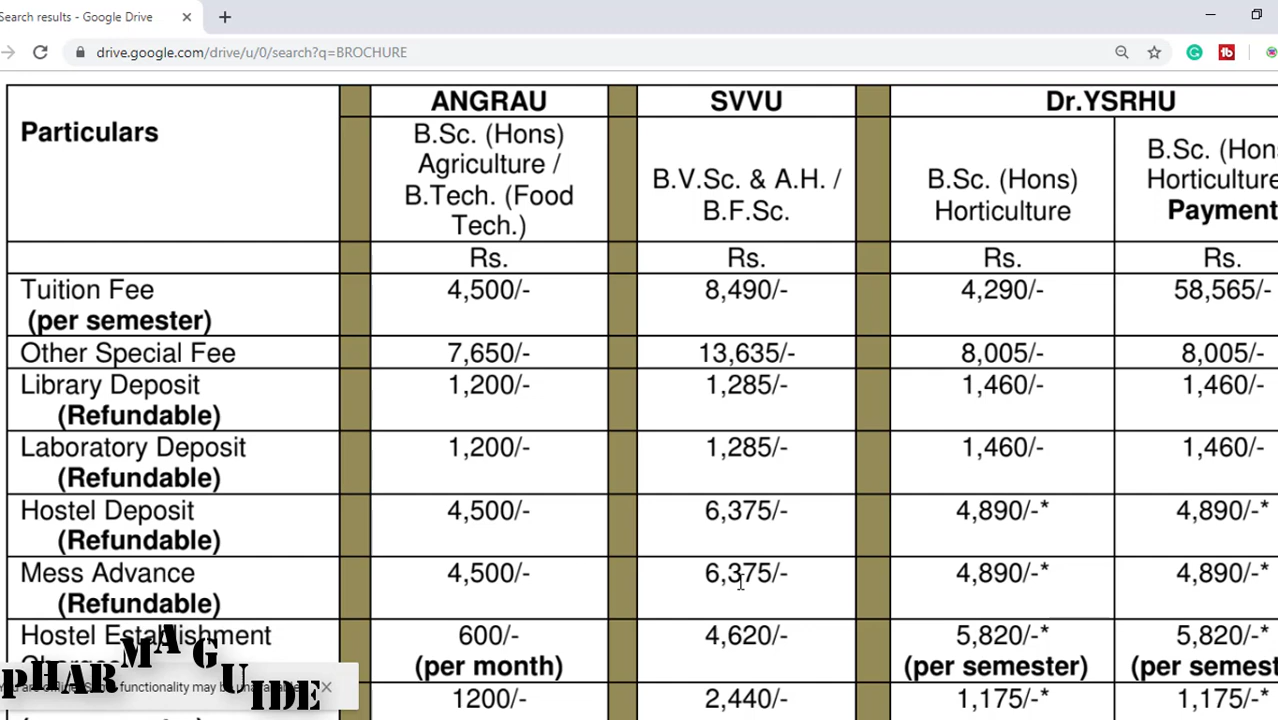 Search results - Google Drive
drive.google.com/drive/u/0/search?q=BROCHURE
Particulars
ANGRAU
SVVU
Dr.YSRHU
B.Sc. (Hons)
Agriculture /
B.Tech. (Food
Tech.)
B.V.Sc. & A.H. /
B.F.Sc.
B.Sc. (Hons)
Horticulture
B.Sc. (Hon
Horticulture
Payment
Rs. Rs. Rs. Rs.
Tuition Fee 4,500/- 8,490/- 4,290/- 58,565/-
(per semester)
Other Special Fee 7,650/- 13,635/- 8,005/- 8,005/-
Library Deposit 1,200/- 1,285/- 1,460/- 1,460/-
(Refundable)
Laboratory Deposit 1,200/- 1,285/- 1,460/- 1,460/-
(Refundable)
Hostel Deposit 4,500/- 6,375/- 4,890/-* 4,890/-*
(Refundable)
Mess Advance 4,500/- 6,375/- 4,890/-* 4,890/-*
(Refundable)
Hostel Establishment 600/- 4,620/- 5,820/-* 5,820/-*
(per month) (per semester) (per semest
1200/- 2,440/- 1,175/-* 1,175/-*
PHARMA GUIDE
functionality may be